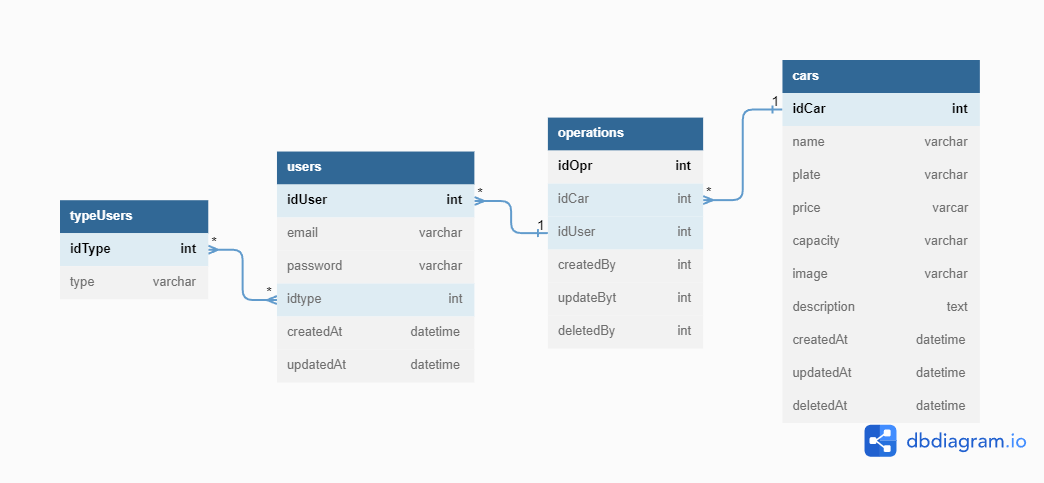 typeUsers
idType int
type varchar
*
*
users
idUser int
email varchar
password varchar
idtype int
createdAt datetime
updatedAt datetime
*
1
operations
idOpr int
idCar int
idUser int
createdBy int
updateByt int
deletedBy int
*
1
cars
idCar int
name varchar
plate varchar
price varcar
capacity varchar
image varchar
description text
createdAt datetime
updatedAt datetime
deletedAt datetime
dbdiagram.io